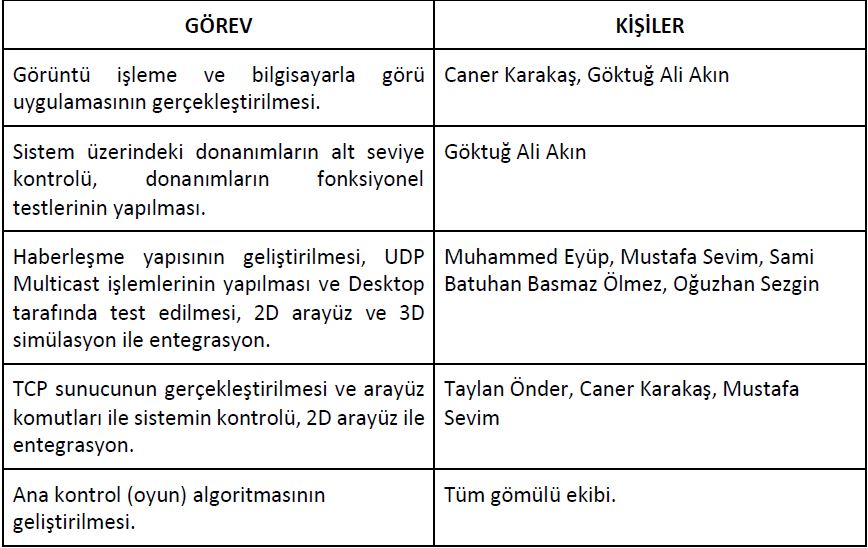 GÖREV
KİŞİLER
Görüntü işleme ve bilgisayarla görü
uygulamasının gerçekleştirilmesi.
Caner Karakaş, Göktuğ Ali Akın
Sistem üzerindeki donanımların alt seviye
kontrolü, donanımların fonksiyonel
testlerinin yapılması.
Göktuğ Ali Akın
Haberleşme yapısının geliştirilmesi, UDP
Multicast işlemlerinin yapılması ve Desktop
tarafında test edilmesi, 2D arayüz ve 3D
simülasyon ile entegrasyon.
Muhammed Eyüp, Mustafa Sevim, Sami
Batuhan Basmaz Ölmez, Oğuzhan Sezgin
TCP sunucunun gerçekleştirilmesi ve arayüz
komutları ile sistemin kontrolü, 2D arayüz ile
entegrasyon.
Taylan Önder, Caner Karakaş, Mustafa
Sevim
Ana kontrol (oyun) algoritmasının
geliştirilmesi.
Tüm gömülü ekibi.